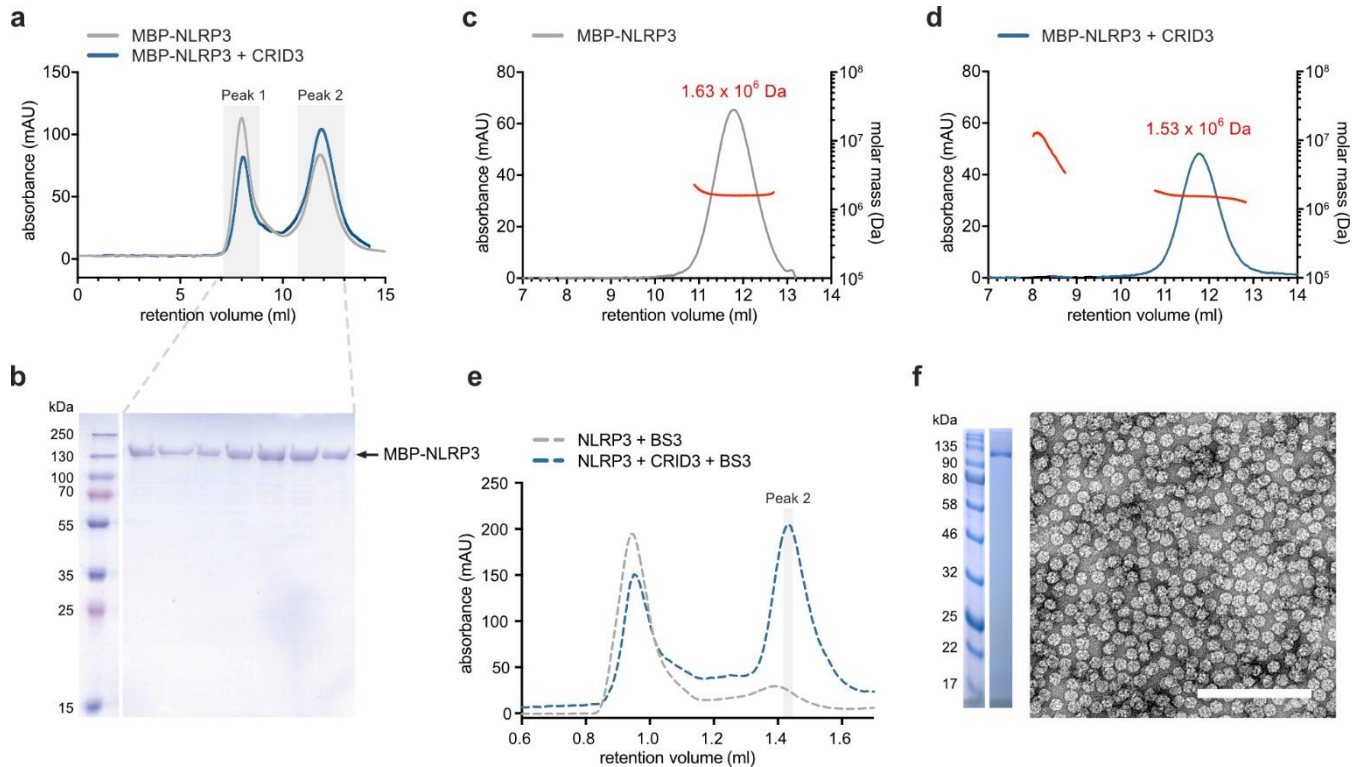 a
MBP-NLRP3
MBP-NLRP3 + CRID3
150
100
50
0
absorbance (mAU)
Peak 1
Peak 2
0 5 10 15
retention volume (ml)
c
MBP-NLRP3
80
60
40
20
0
absorbance (mAU)
1.63 x 10⁶ Da
10⁸
10⁷
10⁶
10⁵
molar mass (Da)
7 8 9 10 11 12 13 14
retention volume (ml)
d
MBP-NLRP3 + CRID3
80
60
40
20
0
absorbance (mAU)
1.53 x 10⁶ Da
10⁸
10⁷
10⁶
10⁵
molar mass (Da)
7 8 9 10 11 12 13 14
retention volume (ml)
b
kDa
250
130
100
70
55
35
25
15
MBP-NLRP3
e
NLRP3 + BS3
NLRP3 + CRID3 + BS3
250
200
150
100
50
0
absorbance (mAU)
Peak 2
0.6 0.8 1.0 1.2 1.4 1.6
retention volume (ml)
f
kDa
135
90
80
58
46
32
25
22
17